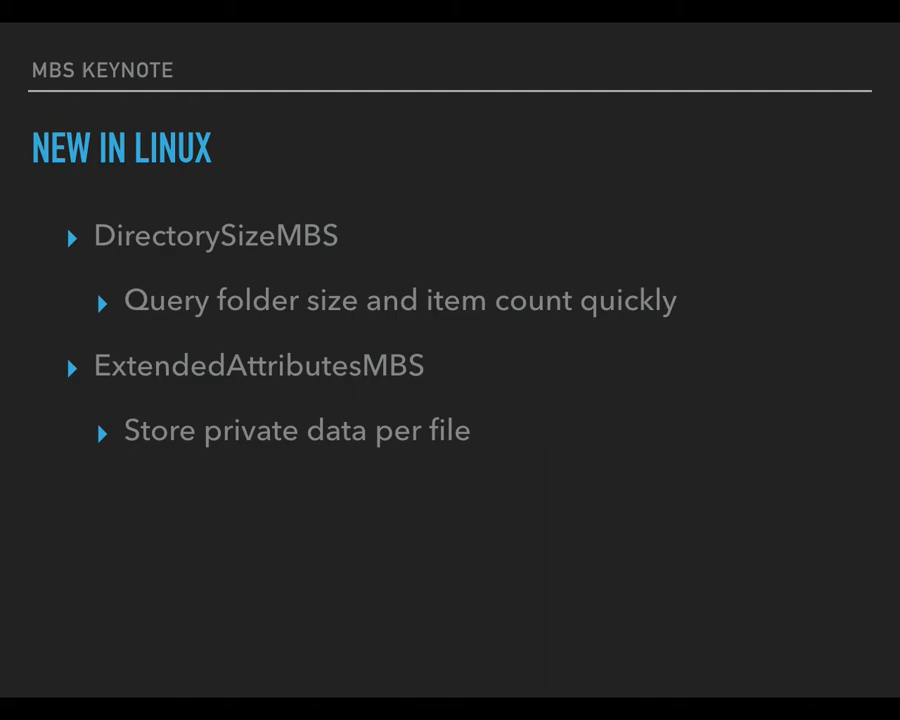 MBS KEYNOTE
NEW IN LINUX
DirectorySizeMBS
Query folder size and item count quickly
ExtendedAttributesMBS
Store private data per file